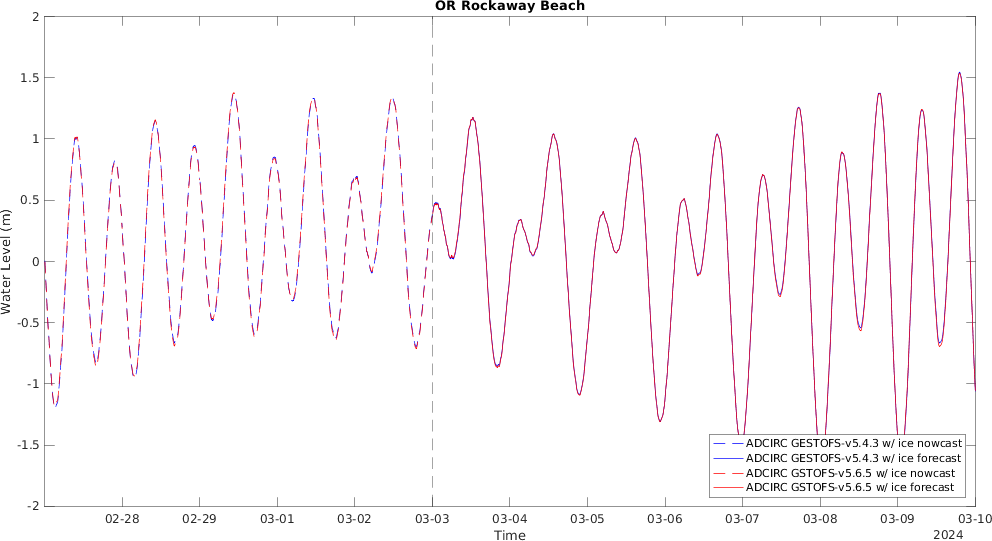 OR Rockaway Beach
2
1.5
1
0.5
0
-0.5
-1
-1.5
-2
Water Level (m)
ADCIRC GESTOFS-v5.4.3 w/ ice nowcast
ADCIRC GESTOFS-v5.4.3 w/ ice forecast
ADCIRC GSTOFS-v5.6.5 w/ ice nowcast
ADCIRC GSTOFS-v5.6.5 w/ ice forecast
02-28 02-29 03-01 03-02 03-03 03-04 03-05 03-06 03-07 03-08 03-09 03-10
Time
2024